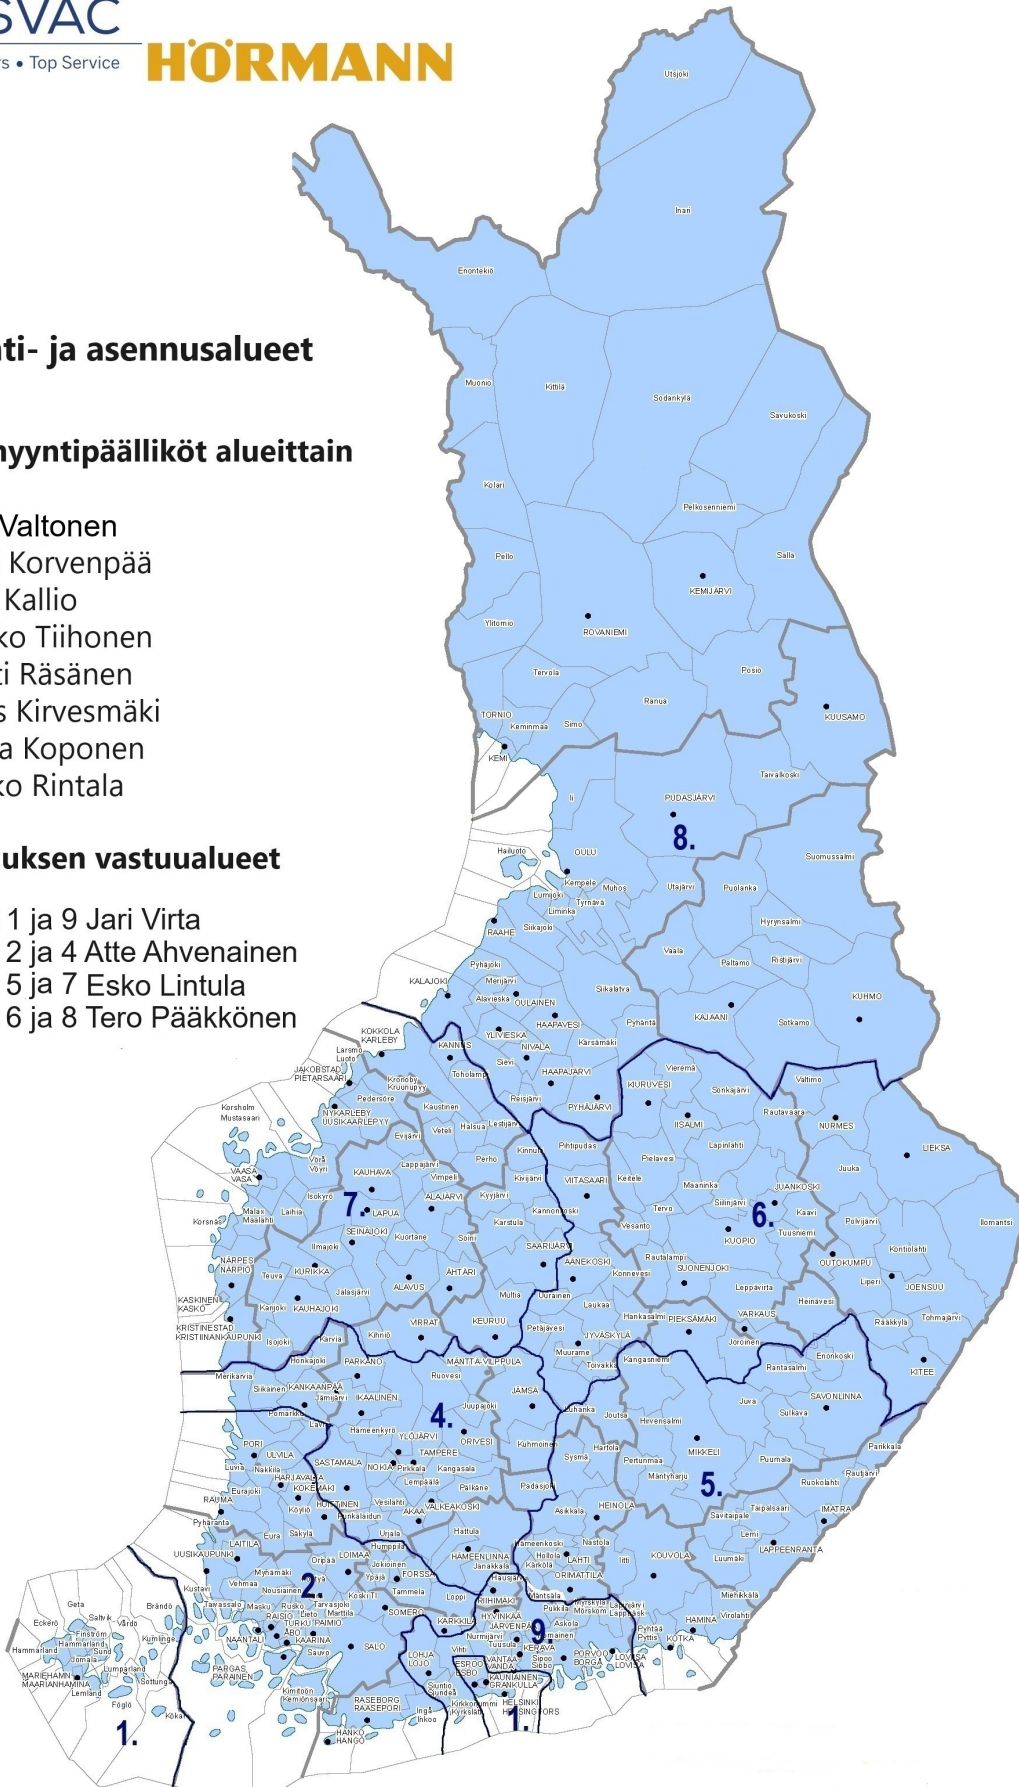 SVAC
rs • Top Service
HÖRMANN
ti- ja asennusalueet
nyyntipäälliköt alueittain
Valtonen
Korvenpää
Kallio
ko Tiihonen
ti Räsänen
s Kirvesmäki
a Koponen
ko Rintala
uksen vastuualueet
1 ja 9 Jari Virta
2 ja 4 Atte Ahvenainen
5 ja 7 Esko Lintula
6 ja 8 Tero Pääkkönen
Utsjoki
Inari
Enontekiö
Muonio
Kittilä
Sodankylä
Savukoski
Kolari
Pelkosenniemi
Pello
Salla
KEMIJÄRVI
Ylitornio
ROVANIEMI
Tervola
Posio
Ranua
TORNIO
Keminmaa
Simo
KUUSAMO
KEMI
Taivalkoski
Ii
PUDASJÄRVI
8.
Hailuoto
OULU
Suomussalmi
Kempele
Muhos
Utajärvi
Puolanka
Lumijoki
Tyrnävä
Liminka
RAAHE
Siikajoki
Hyrynsalmi
Vaala
Paltamo
Ristijärvi
Pyhäjoki
KALAJOKI
Merijärvi
Alavieska
OULAINEN
Siikalatva
KUHMO
HAAPAVESI
Pyhäntä
KAJAANI
Sotkamo
KOKKOLA
KARLEBY
KANNUS
YLIVIESKA
NIVALA
Kärsämäki
Larsmo
Luoto
Sievi
JAKOBSTAD
PIETARSAARI
Toholampi
HAAPAJÄRVI
Kronoby
Kruunupyy
Reisjärvi
PYHÄJÄRVI
Pedersöre
KIURUVESI
Vieremä
Sonkajärvi
Valtimo
Rautavaara
NURMES
Korsholm
Mustasaari
NYKARLEBY
UUSIKAARLEPYY
Kaustinen
Evijärvi
Veteli
Halsua
Lestijärvi
IISALMI
Lapinlahti
LIEKSA
Kinnula
Pihtipudas
Pielavesi
Juuka
VAASA
VASA
Vörå
Vöyri
KAUHAVA
Lappajärvi
Vimpeli
Perho
Kivijärvi
VIITASAARI
Keitele
Maaninka
JUANKOSKI
Isokyrö
7.
LAPUA
ALAJÄRVI
Kyyjärvi
Kannonkoski
Tervo
Siilinjärvi
6.
Kaavi
Polvijärvi
Ilomantsi
Korsnäs
Malax
Maalahti
Laihia
SEINÄJOKI
Kuortane
Soini
Karstula
Vesanto
KUOPIO
Tuusniemi
Kontiolahti
Ilmajoki
SAARIJÄRVI
ÄÄNEKOSKI
Rautalampi
SUONENJOKI
OUTOKUMPU
NÄRPES
NÄRPIÖ
Teuva
KURIKKA
ALAVUS
ÄHTÄRI
Konnevesi
Leppävirta
Liperi
JOENSUU
Jalasjärvi
Multia
Uurainen
Laukaa
Heinävesi
KASKINEN
KASKÖ
Karijoki
KAUHAJOKI
VIRRAT
KEURUU
Petäjävesi
Hankasalmi
PIEKSÄMÄKI
VARKAUS
Rääkkylä
Tohmajärvi
KRISTINESTAD
KRISTIINANKAUPUNKI
Isojoki
Karvia
Kihniö
JYVÄSKYLÄ
Joroinen
Honkajoki
PARKANO
MÄNTTÄ-VILPPULA
Muurame
Toivakka
Kangasniemi
Rantasalmi
Enonkoski
KITEE
Merikarvia
Siikainen
KANKAANPÄÄ
Ruovesi
JÄMSÄ
Juva
SAVONLINNA
Jämijärvi
IKAALINEN
Juupajoki
Luhanka
Joutsa
Hirvensalmi
Sulkava
Pomarkku
Lavia
Hämeenkyrö
4.
ORIVESI
Kuhmoinen
Hartola
MIKKELI
Parikkala
PORI
ULVILA
YLÖJÄRVI
TAMPERE
Sysmä
Pertunmaa
Puumala
Luvia
Nakkila
SASTAMALA
NOKIA
Pirkkala
Kangasala
Mäntyharju
5.
Rautjärvi
Eurajoki
HARJAVALTA
KOKEMÄKI
Lempäälä
Pälkäne
Padasjoki
Ruokolahti
RAUMA
Köyliö
HUITTINEN
Vesilahti
VALKEAKOSKI
Asikkala
HEINOLA
Taipalsaari
IMATRA
Pyhäranta
Punkalaidun
AKAA
Savitaipale
Eura
Säkylä
Urjala
Hattula
Hämeenkoski
Nastola
Lemi
LAPPEENRANTA
LAITILA
Humppila
HÄMEENLINNA
Hollola
LAHTI
Iitti
KOUVOLA
Luumäki
UUSIKAUPUNKI
Oripää
LOIMAA
Jokioinen
Janakkala
Kärkölä
Mynämäki
Ypäjä
FORSSA
Hausjärvi
ORIMATTILA
Kustavi
Vehmaa
Nousiainen
2.
Koski Tl
Tammela
Loppi
RIIHIMÄKI
Mäntsälä
Myrskylä
Mörskom
Lapinjärvi
Lappträsk
Miehikkälä
Taivassalo
Masku
Rusko
Tarvasjoki
Marttila
SOMERO
HYVINKÄÄ
Pukkila
HAMINA
Virolahti
Geta
Brändö
RAISIO
Lieto
TURKU
ÅBO
PAIMIO
KARKKILA
JÄRVENPÄÄ
Askola
9.
Pyhtää
Pyttis
KOTKA
Eckerö
Saltvik
Vårdö
Finström
Kumlinge
NAANTALI
KAARINA
Nurmijärvi
Tuusula
KERAVA
Hammarland
Sund
Jomala
Sauvo
SALO
LOHJA
LOJO
Vihti
VANTAA
VANDA
Sipoo
Sibbo
PORVOO
BORGÅ
LOVIISA
LOVISA
Lumparland
MARIEHAMN
MAARIANHAMINA
Lemland
Sottunga
PARGAS
PARAINEN
ESPOO
ESBO
KAUNIAINEN
GRANKULLA
Föglö
Kökar
Kimitoön
Kemiönsaari
Siuntio
Sjundeå
Kirkkonummi
Kyrkslätt
HELSINKI
HELSINGFORS
RASEBORG
RAASEPORI
Ingå
Inkoo
1.
1.
HANKO
HANGÖ